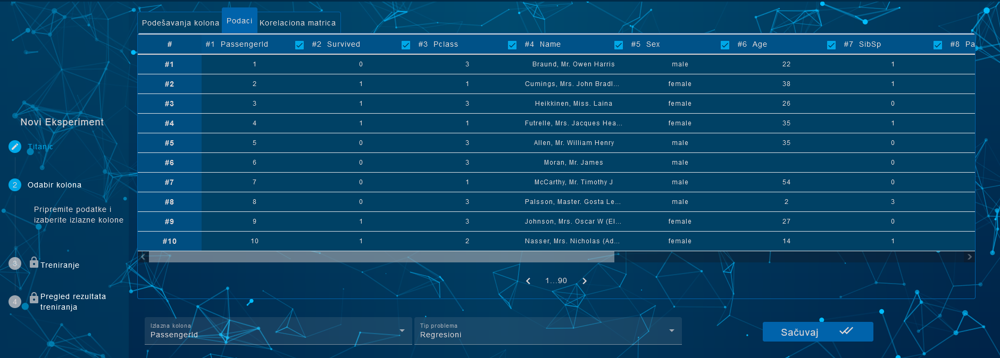 Podešavanja kolona Podaci Korelaciona matrica
# #1 PassengerId #2 Survived #3 Pclass #4 Name #5 Sex #6 Age #7 SibSp #8 Pa
#1 1 0 3 Braund, Mr. Owen Harris male 22 1
#2 2 1 1 Cumings, Mrs. John Bradl... female 38 1
#3 3 1 3 Heikkinen, Miss. Laina female 26 0
#4 4 1 1 Futrelle, Mrs. Jacques Hea... female 35 1
#5 5 0 3 Allen, Mr. William Henry male 35 0
#6 6 0 3 Moran, Mr. James male 0
#7 7 0 1 McCarthy, Mr. Timothy J male 54 0
#8 8 0 3 Palsson, Master. Gosta Le... male 2 3
#9 9 1 3 Johnson, Mrs. Oscar W (El... female 27 0
#10 10 1 2 Nasser, Mrs. Nicholas (Ad... female 14 1
1...90
Novi Eksperiment
Titanic
2 Odabir kolona
Pripremite podatke i
izaberite izlazne kolone
3 Treniranje
4 Pregled rezultata
treniranja
Izlazna kolona
PassengerId
Tip problema
Regresioni
Sačuvaj